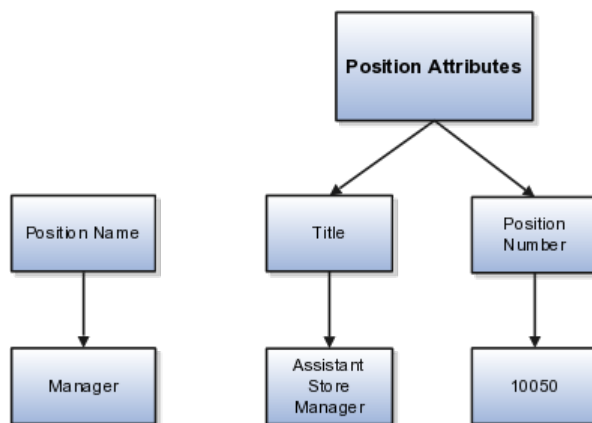 Position Attributes
Position Name
Title
Position
Number
Manager
Assistant
Store
Manager
10050